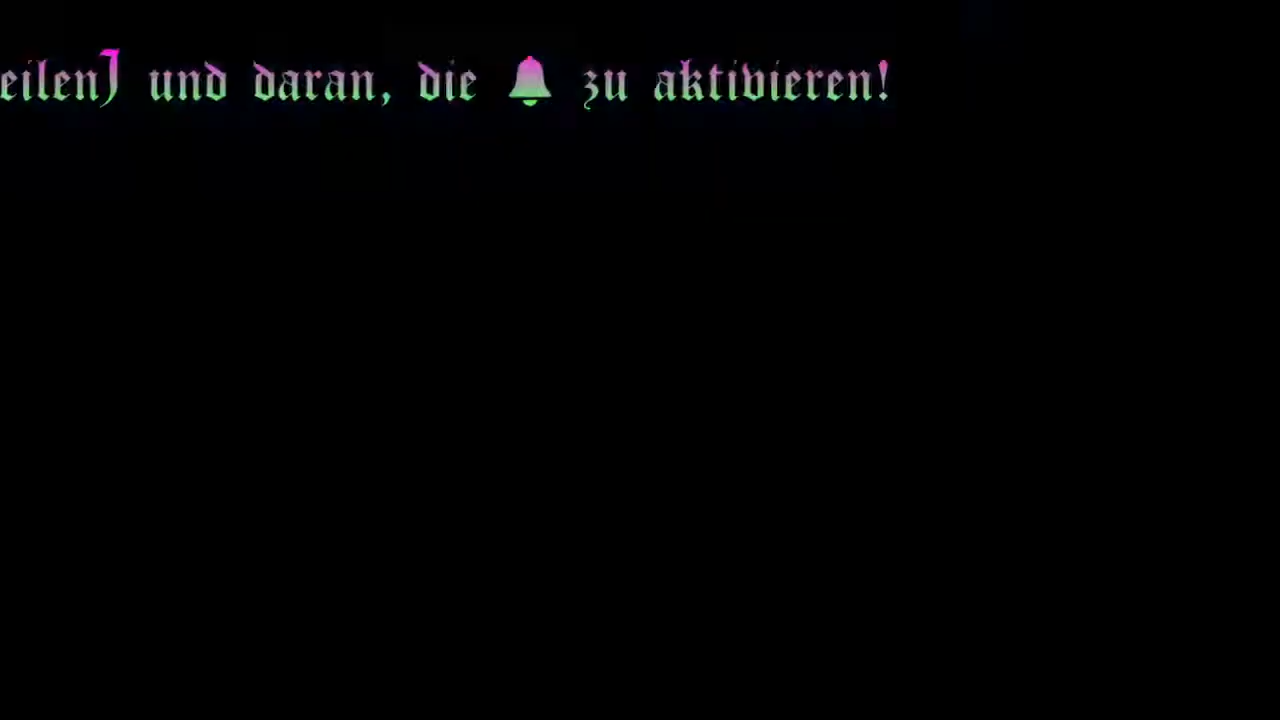 eilen) und daran, die 🔔 zu aktivieren!